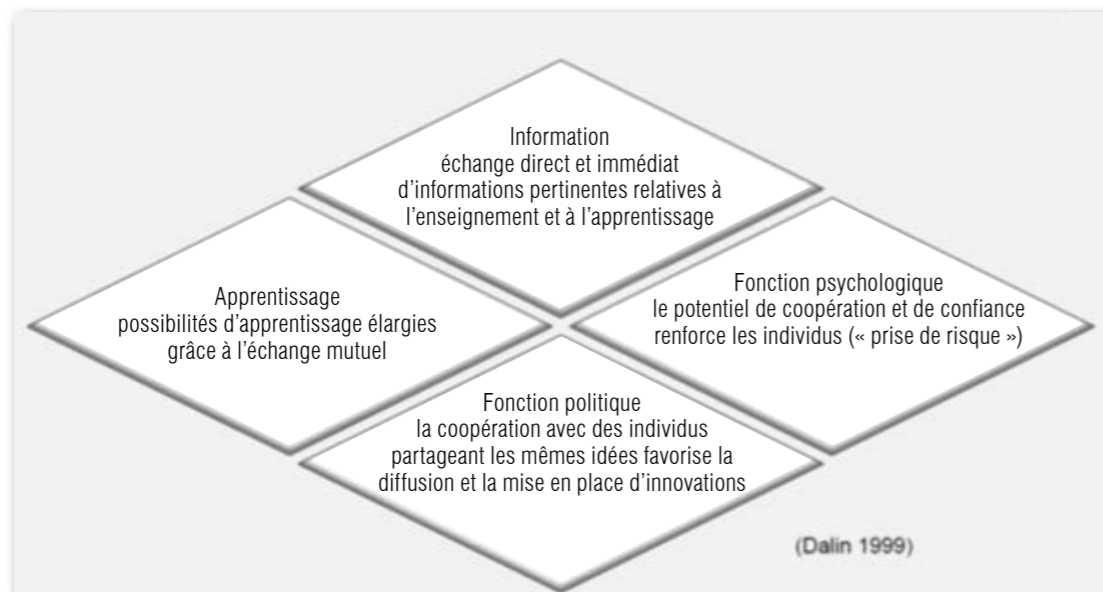 Information
échange direct et immédiat
d’informations pertinentes relatives à
l’enseignement et à l’apprentissage
Apprentissage
possibilités d’apprentissage élargies
grâce à l’échange mutuel
Fonction psychologique
le potentiel de coopération et de confiance
renforce les individus (« prise de risque »)
Fonction politique
la coopération avec des individus
partageant les mêmes idées favorise la
diffusion et la mise en place d’innovations
(Dalin 1999)